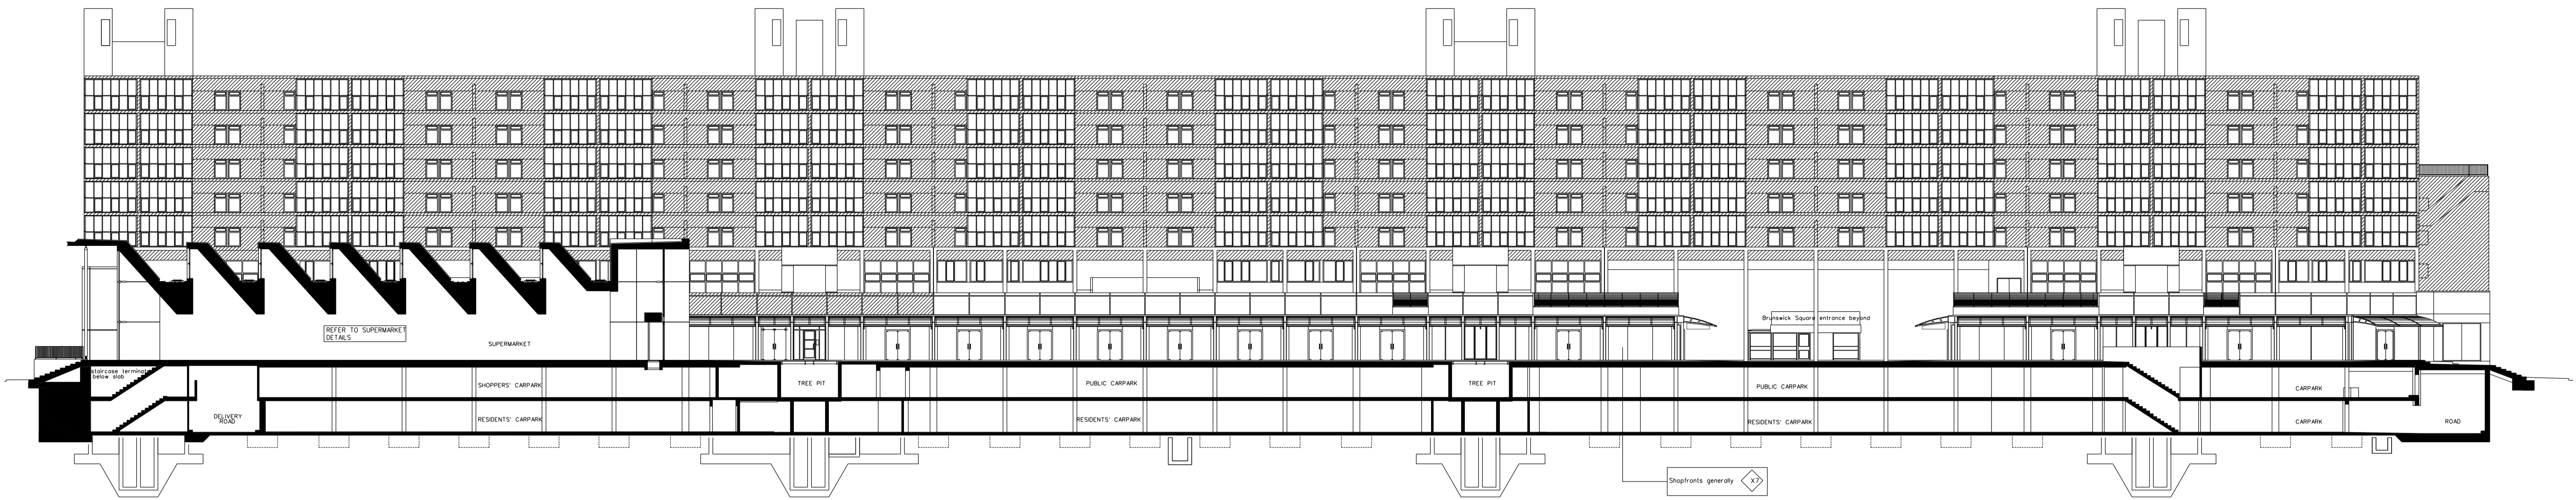 Brunswick Square entrance beyond
REFER TO SUPERMARKET
DETAILS
SUPERMARKET
staircase terminates
below slab
SHOPPERS' CARPARK
TREE PIT
PUBLIC CARPARK
TREE PIT
PUBLIC CARPARK
CARPARK
DELIVERY
ROAD
RESIDENTS' CARPARK
RESIDENTS' CARPARK
RESIDENTS' CARPARK
CARPARK
ROAD
Shopfronts generally
X7